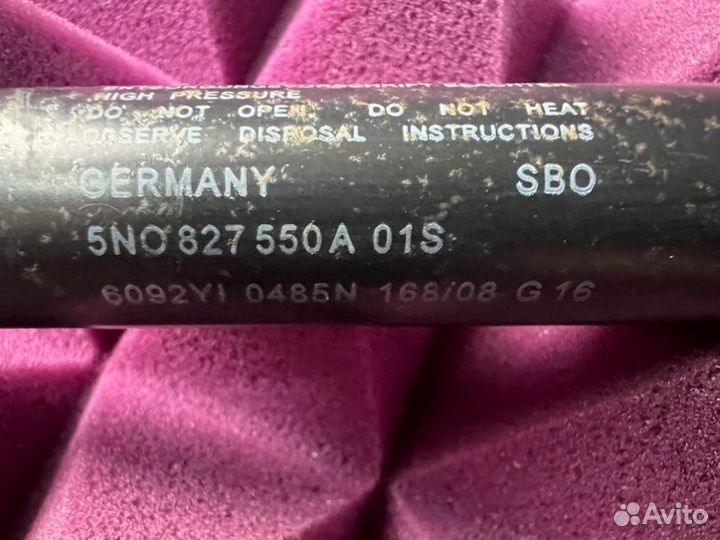 HIGH PRESSURE
DO NOT OPEN. DO NOT HEAT
OBSERVE DISPOSAL INSTRUCTIONS
GERMANY SBO
5N0 827 550 A 01S
6092YI 0485N 168/08 G 16
Avito